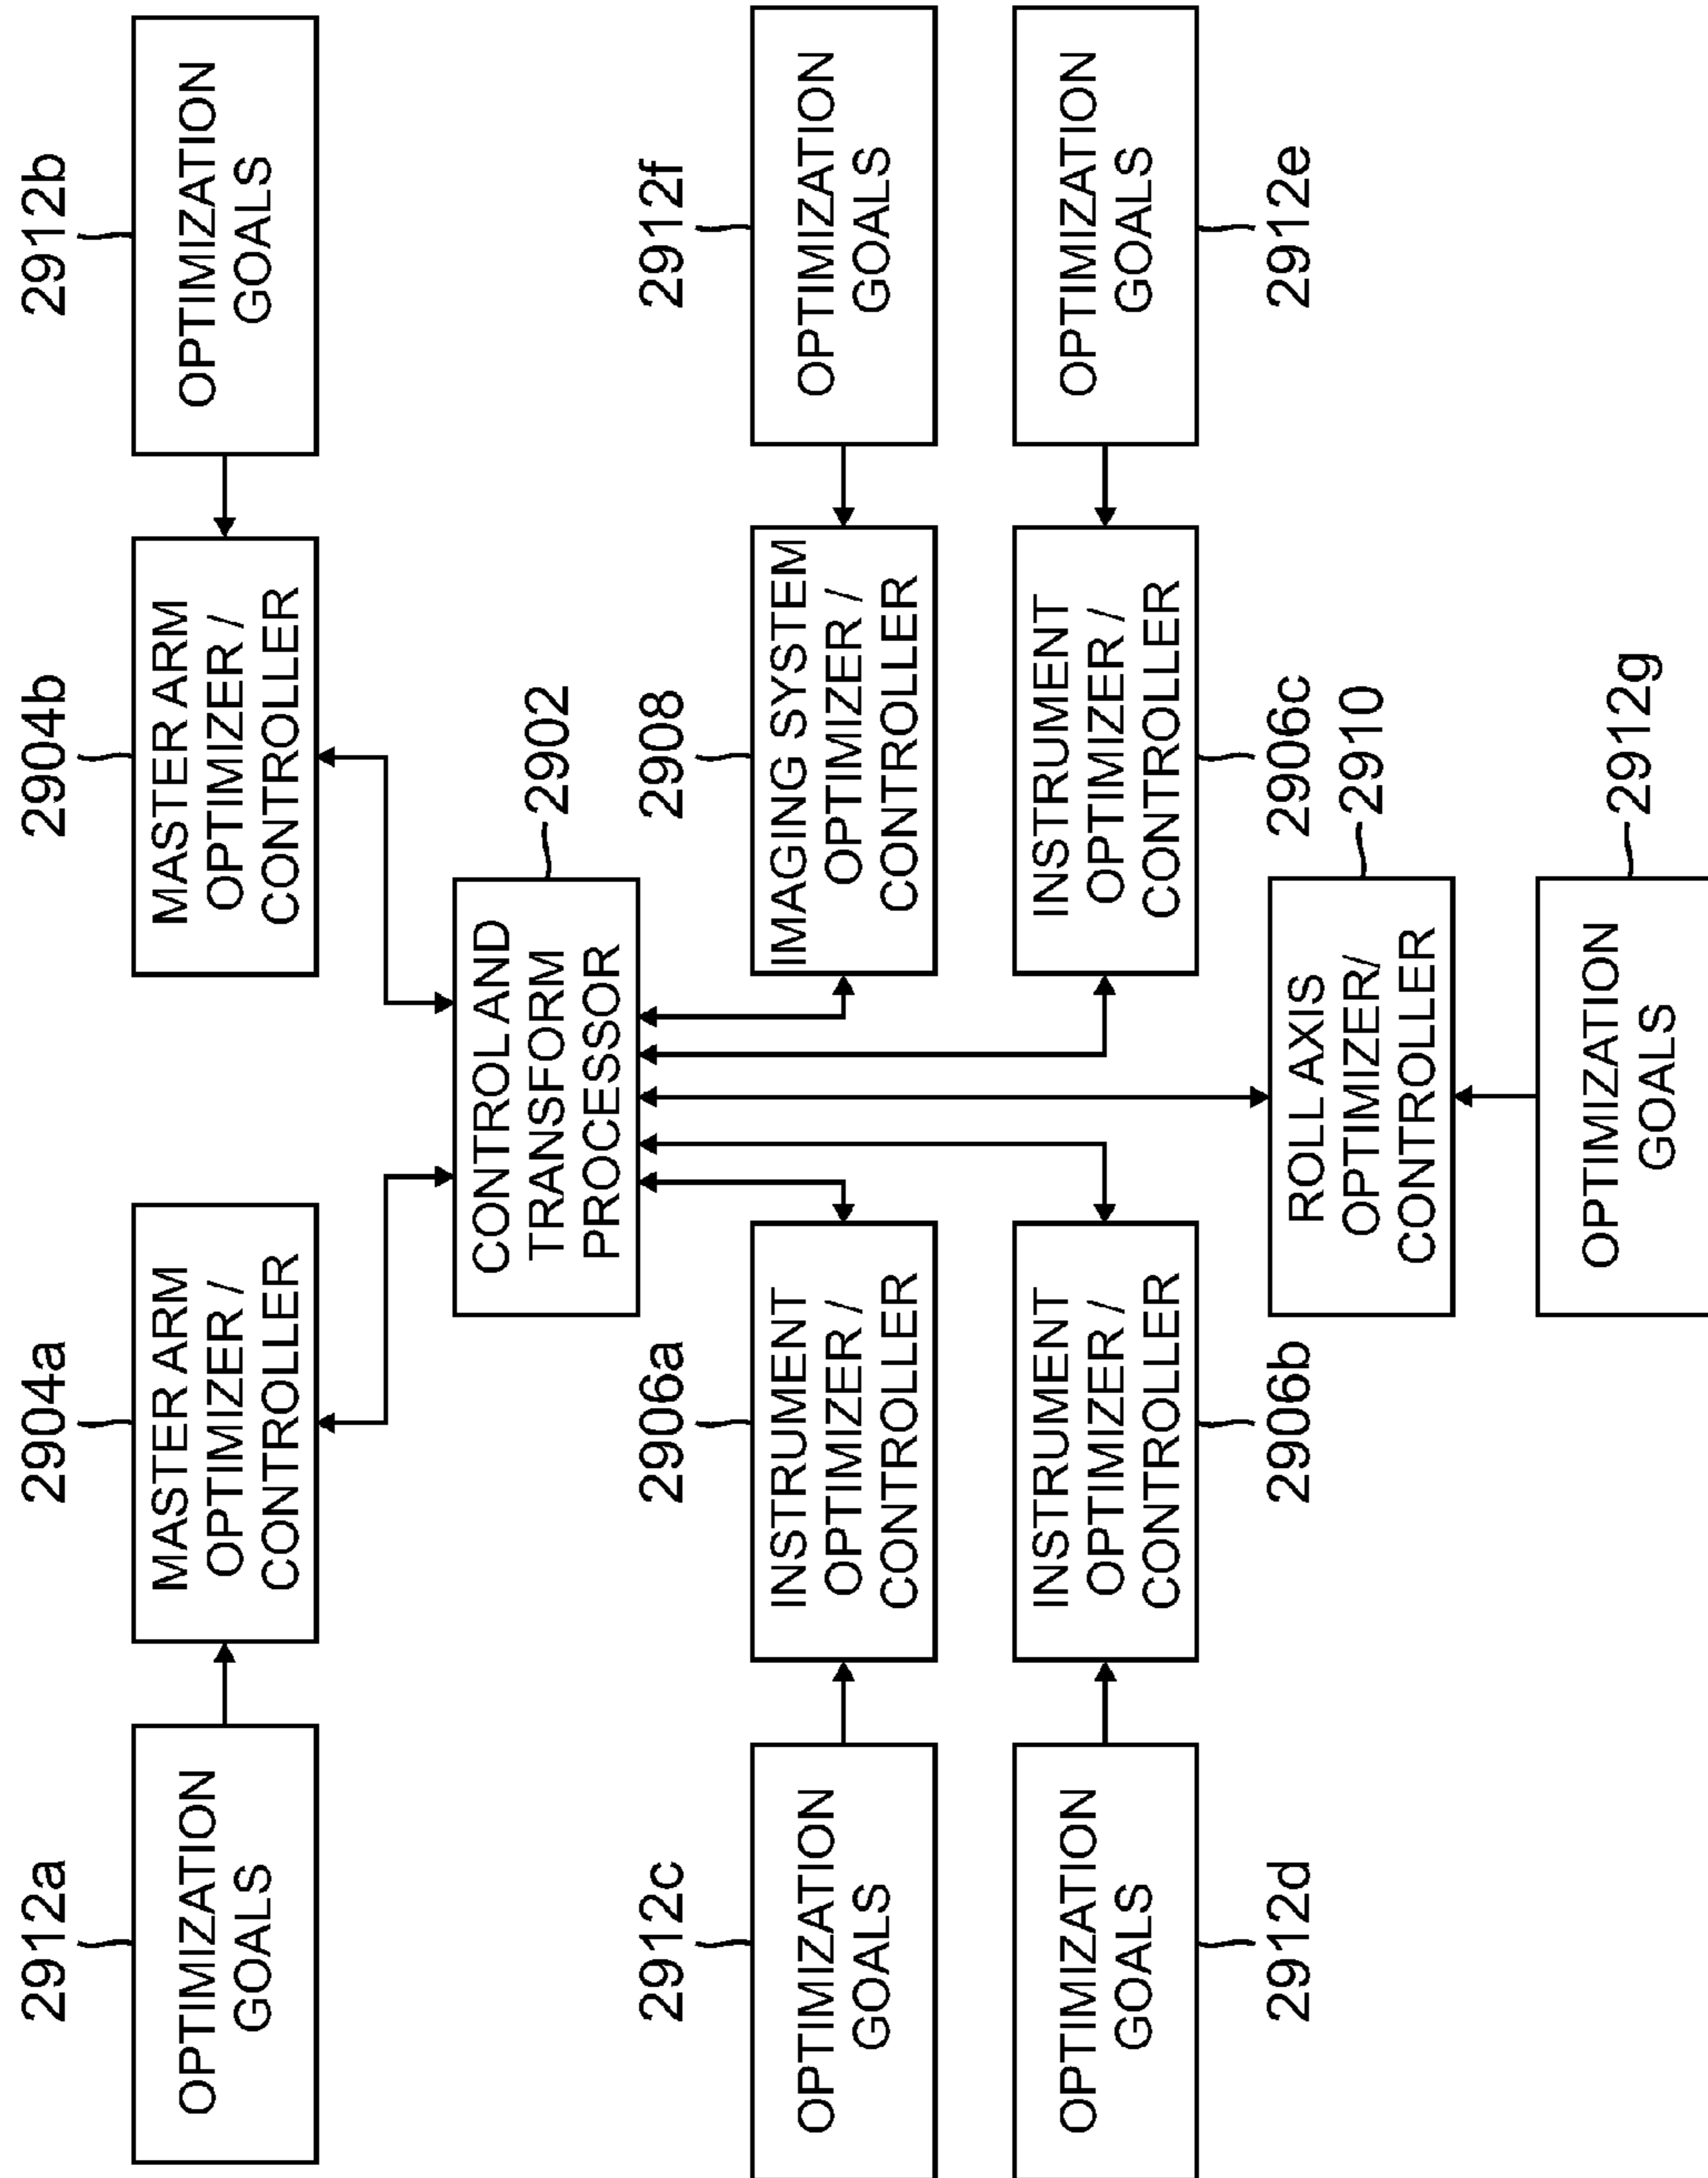 2912a
OPTIMIZATION
GOALS
2904a
MASTER ARM
OPTIMIZER /
CONTROLLER
2904b
MASTER ARM
OPTIMIZER /
CONTROLLER
2912b
OPTIMIZATION
GOALS
CONTROL AND
TRANSFORM
PROCESSOR
2902
2912c
OPTIMIZATION
GOALS
2906a
INSTRUMENT
OPTIMIZER /
CONTROLLER
2908
IMAGING SYSTEM
OPTIMIZER /
CONTROLLER
2912f
OPTIMIZATION
GOALS
OPTIMIZATION
GOALS
2912d
INSTRUMENT
OPTIMIZER /
CONTROLLER
2906b
INSTRUMENT
OPTIMIZER /
CONTROLLER
2906c
OPTIMIZATION
GOALS
2912e
ROLL AXIS
OPTIMIZER/
CONTROLLER
2910
OPTIMIZATION
GOALS
2912g